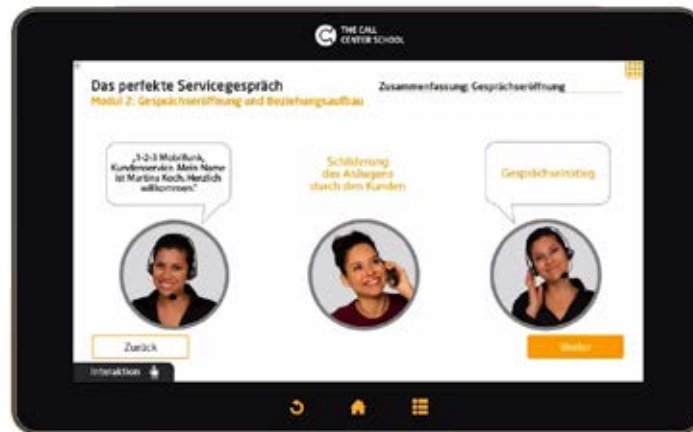 THE CALL
CENTER SCHOOL
Das perfekte Servicegespräch
Zusammenfassung: Gesprächseröffnung
Modul 2: Gesprächseröffnung und Beziehungsaufbau
„1-2-3 Mobilfunk,
Kundenservice. Mein Name
ist Martina Koch. Herzlich
willkommen.“
Schilderung
des Anliegens
durch den Kunden
Gesprächseinstieg
Zurück
Weiter
Interaktion